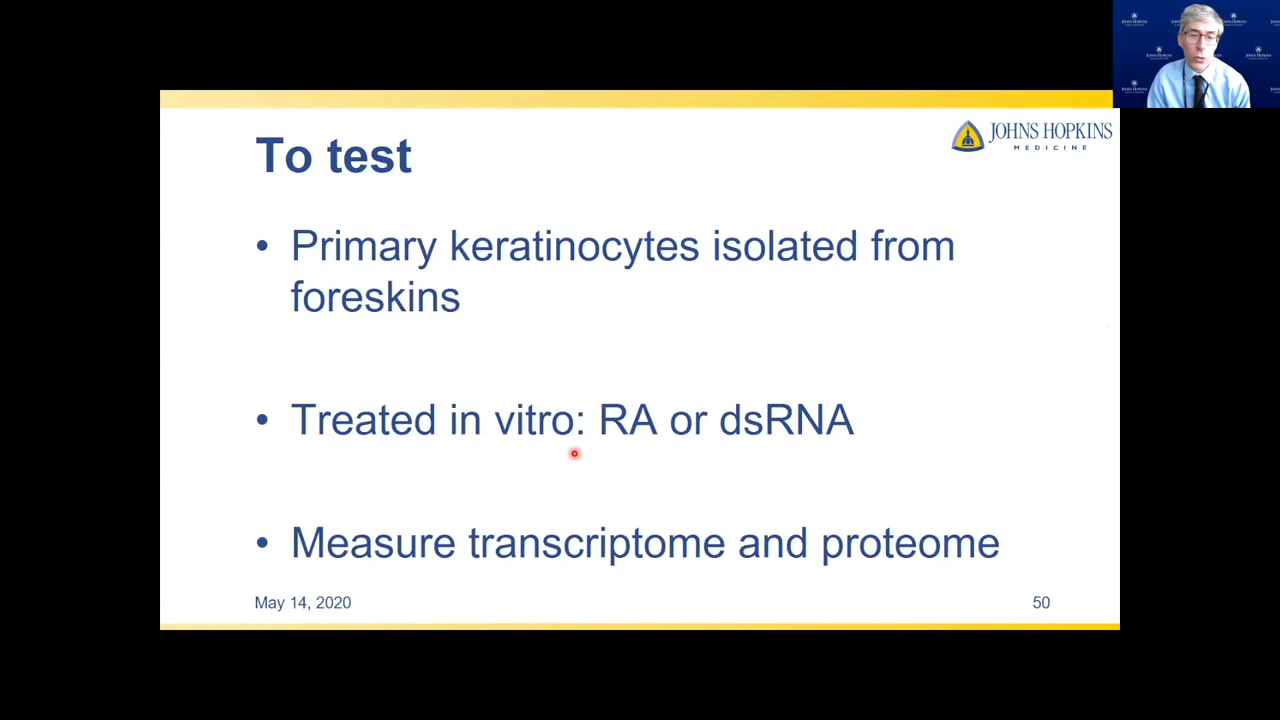 To test
JOHNS HOPKINS
MEDICINE
• Primary keratinocytes isolated from
foreskins
• Treated in vitro: RA or dsRNA
• Measure transcriptome and proteome
May 14, 2020
50